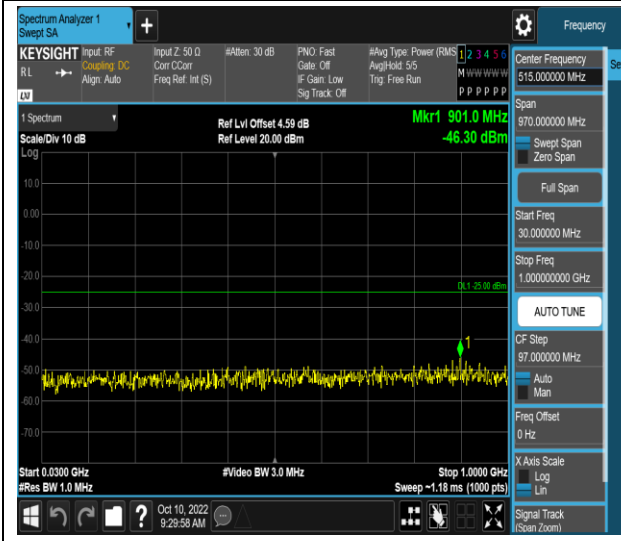 Spectrum Analyzer 1
Swept SA
Frequency
KEYSIGHT
RL
LXI
Input: RF
Coupling: DC
Align: Auto
Input Z: 50 Ω
Corr CCorr
Freq Ref: Int (S)
#Atten: 30 dB
PNO: Fast
Gate: Off
IF Gain: Low
Sig Track: Off
#Avg Type: Power (RMS
Avg|Hold: 5/5
Trig: Free Run
1 2 3 4 5 6
M W W W W W
P P P P P P
1 Spectrum
Scale/Div 10 dB
Log
Ref Lvl Offset 4.59 dB
Ref Level 20.00 dBm
Mkr1 901.0 MHz
-46.30 dBm
10.0
0.00
-10.0
-20.0
DL1 -25.00 dBm
-30.0
-40.0
1
-50.0
-60.0
-70.0
Start 0.0300 GHz
#Res BW 1.0 MHz
#Video BW 3.0 MHz
Stop 1.0000 GHz
Sweep ~1.18 ms (1000 pts)
?
Oct 10, 2022
9:29:58 AM
Center Frequency
515.000000 MHz
Se
Span
970.000000 MHz
Swept Span
Zero Span
Full Span
Start Freq
30.000000 MHz
Stop Freq
1.000000000 GHz
AUTO TUNE
CF Step
97.000000 MHz
Auto
Man
Freq Offset
0 Hz
X Axis Scale
Log
Lin
Signal Track
(Span Zoom)